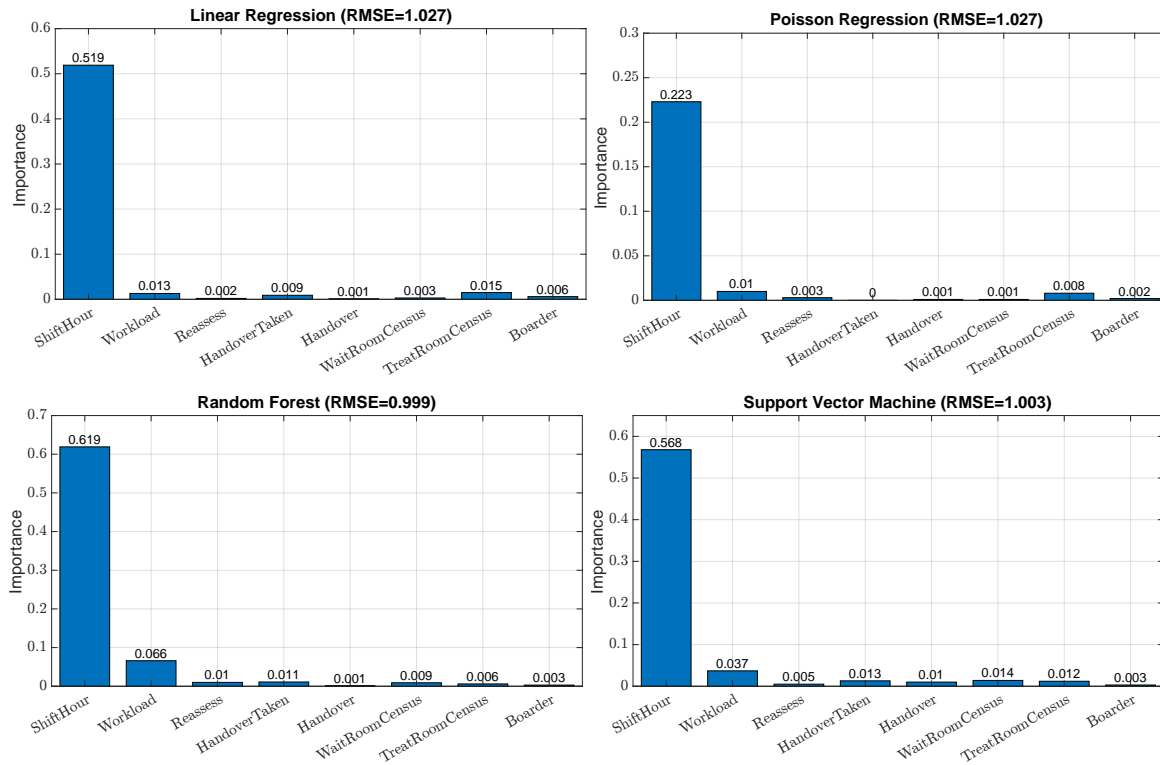 Linear Regression (RMSE=1.027)
0.6
0.5
0.4
0.3
0.2
0.1
0
Importance
0.519
0.013
0.002
0.009
0.001
0.003
0.015
0.006
ShiftHour
Workload
Reassess
HandoverTaken
Handover
WaitRoomCensus
TreatRoomCensus
Boarder
Poisson Regression (RMSE=1.027)
0.3
0.25
0.2
0.15
0.1
0.05
0
Importance
0.223
0.01
0.003
0
0.001
0.001
0.008
0.002
ShiftHour
Workload
Reassess
HandoverTaken
Handover
WaitRoomCensus
TreatRoomCensus
Boarder
Random Forest (RMSE=0.999)
0.7
0.6
0.5
0.4
0.3
0.2
0.1
0
Importance
0.619
0.066
0.01
0.011
0.001
0.009
0.006
0.003
ShiftHour
Workload
Reassess
HandoverTaken
Handover
WaitRoomCensus
TreatRoomCensus
Boarder
Support Vector Machine (RMSE=1.003)
0.6
0.5
0.4
0.3
0.2
0.1
0
Importance
0.568
0.037
0.005
0.013
0.01
0.014
0.012
0.003
ShiftHour
Workload
Reassess
HandoverTaken
Handover
WaitRoomCensus
TreatRoomCensus
Boarder